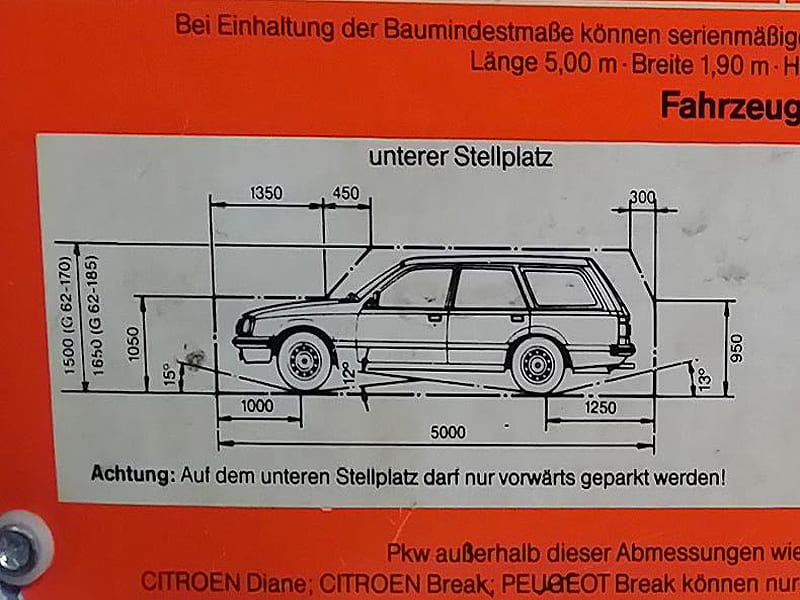 Bei Einhaltung der Baumindestmaße können serienmäßige
Länge 5,00 m · Breite 1,90 m · H
Fahrzeug
unterer Stellplatz
1350 450 300
1500 (G 62-170)
1650 (G 62-185)
1050
15°
12°
13°
950
1000 1250
5000
Achtung: Auf dem unteren Stellplatz darf nur vorwärts geparkt werden!
Pkw außerhalb dieser Abmessungen wie
CITROEN Diane; CITROEN Break; PEUGEOT Break können nur